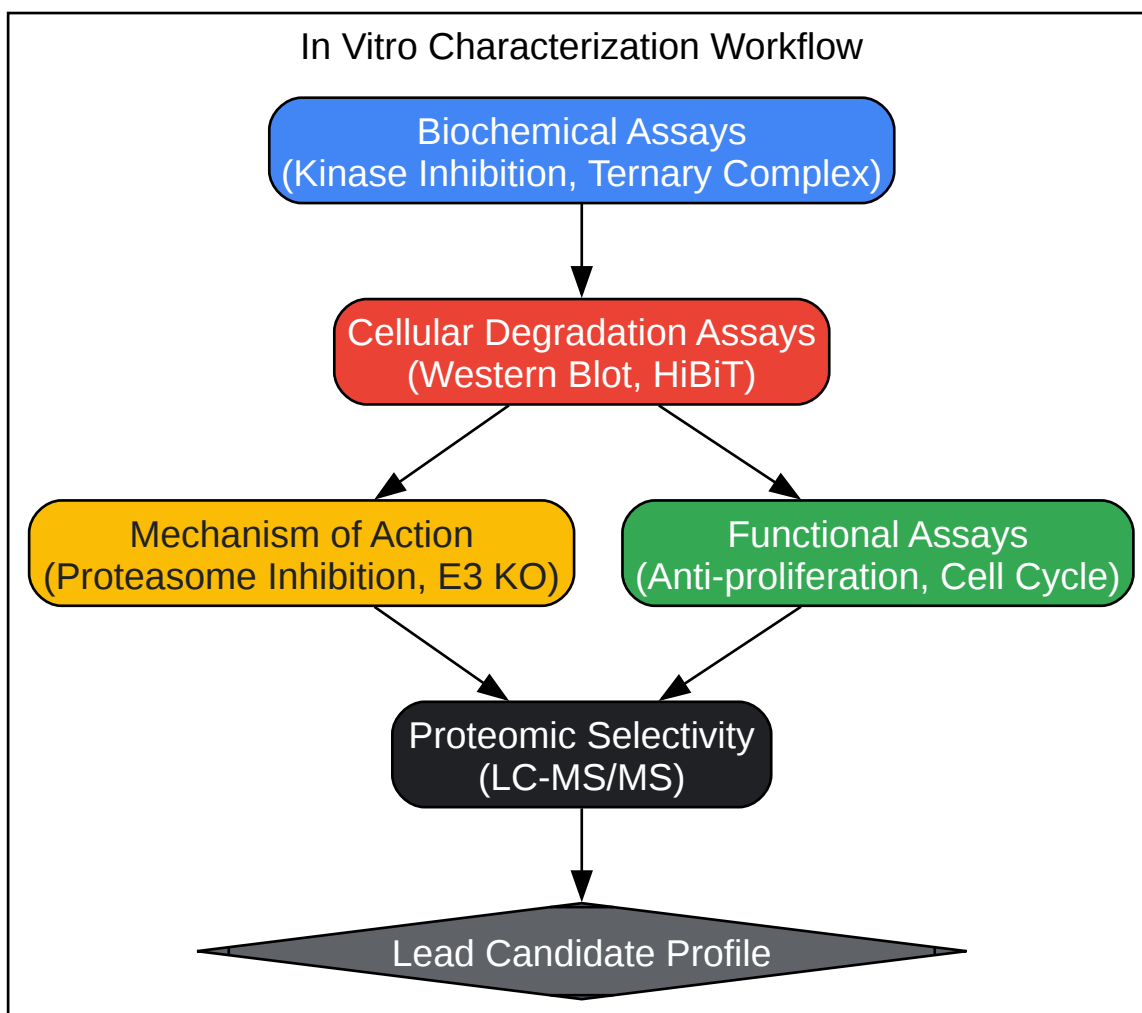 In Vitro Characterization Workflow
Biochemical Assays
(Kinase Inhibition, Ternary Complex)
Cellular Degradation Assays
(Western Blot, HiBiT)
Mechanism of Action
(Proteasome Inhibition, E3 KO)
Functional Assays
(Anti-proliferation, Cell Cycle)
Proteomic Selectivity
(LC-MS/MS)
Lead Candidate Profile